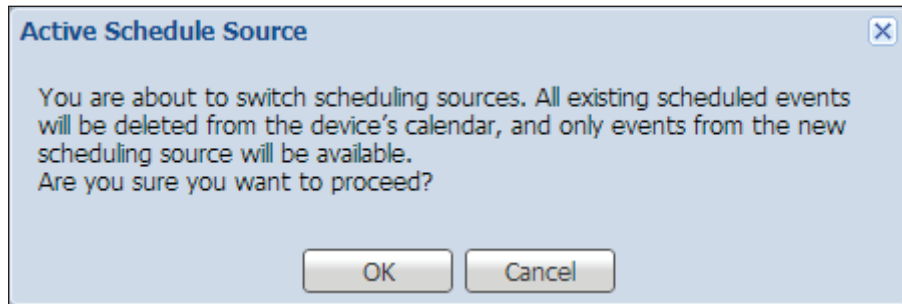 Active Schedule Source
You are about to switch scheduling sources. All existing scheduled events
will be deleted from the device's calendar, and only events from the new
scheduling source will be available.
Are you sure you want to proceed?
OK
Cancel